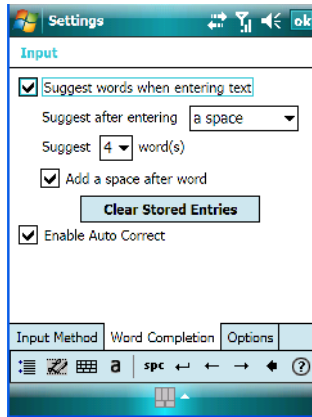 Settings ok
Input
Suggest words when entering text
Suggest after entering a space
Suggest 4 word(s)
Add a space after word
Clear Stored Entries
Enable Auto Correct
Input Method Word Completion Options
a spc ?